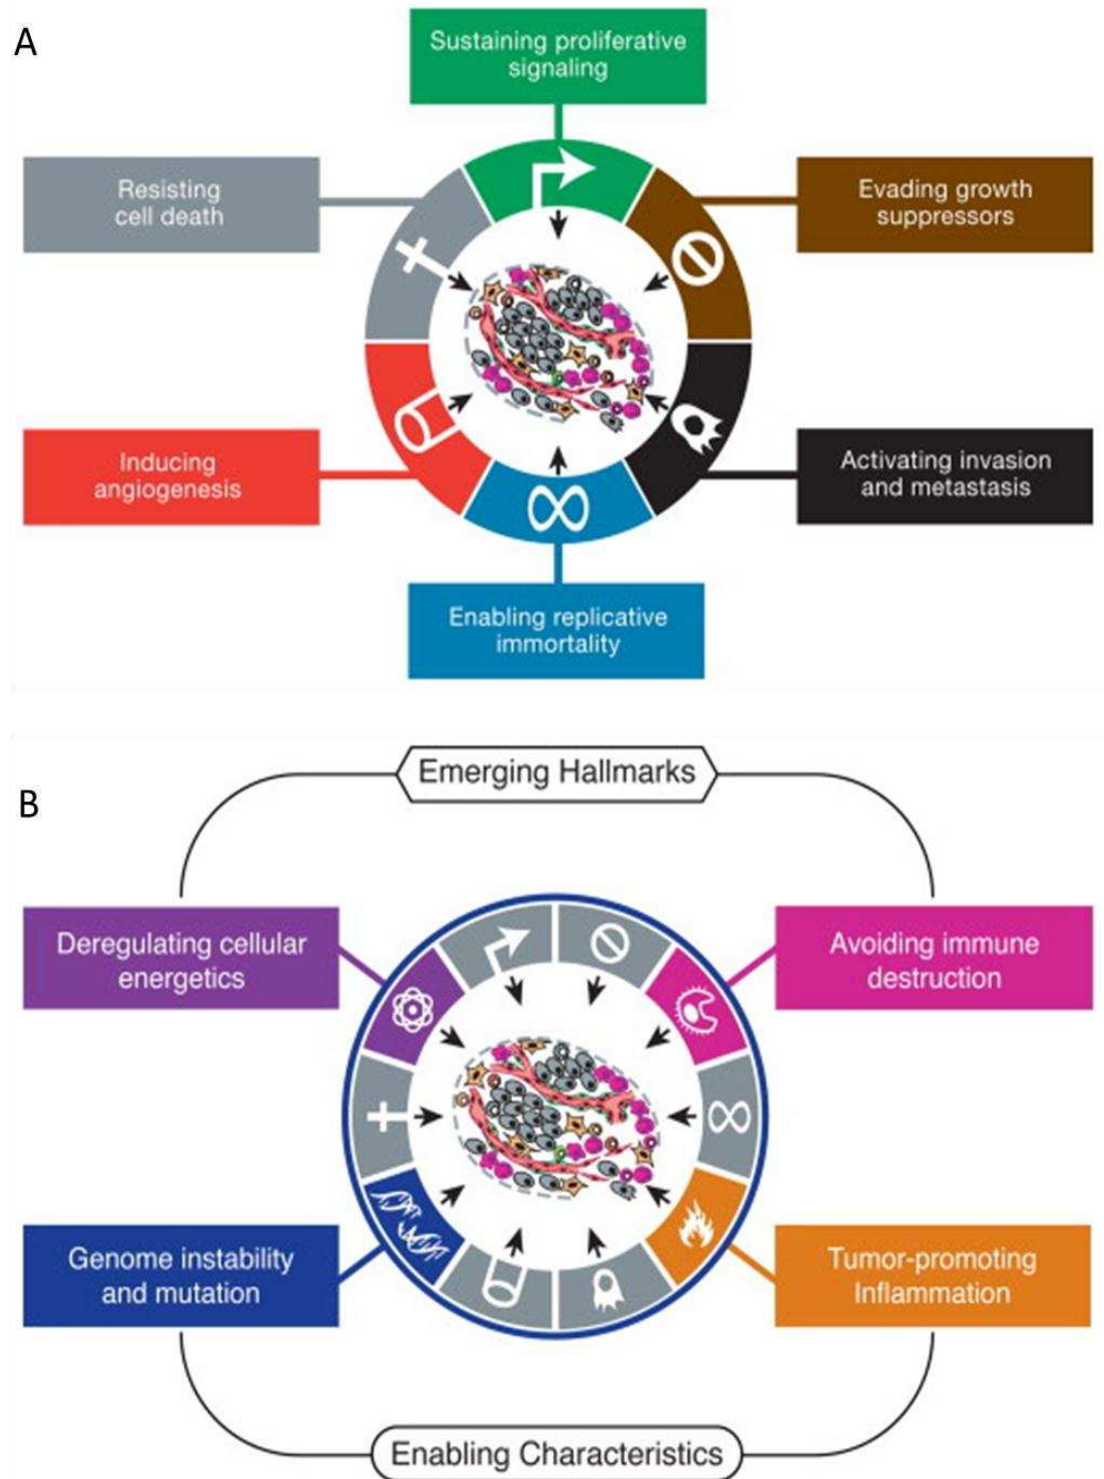 A
Sustaining proliferative
signaling
Resisting
cell death
Evading growth
suppressors
Inducing
angiogenesis
Activating invasion
and metastasis
Enabling replicative
immortality
B
Emerging Hallmarks
Deregulating cellular
energetics
Avoiding immune
destruction
Genome instability
and mutation
Tumor-promoting
Inflammation
Enabling Characteristics